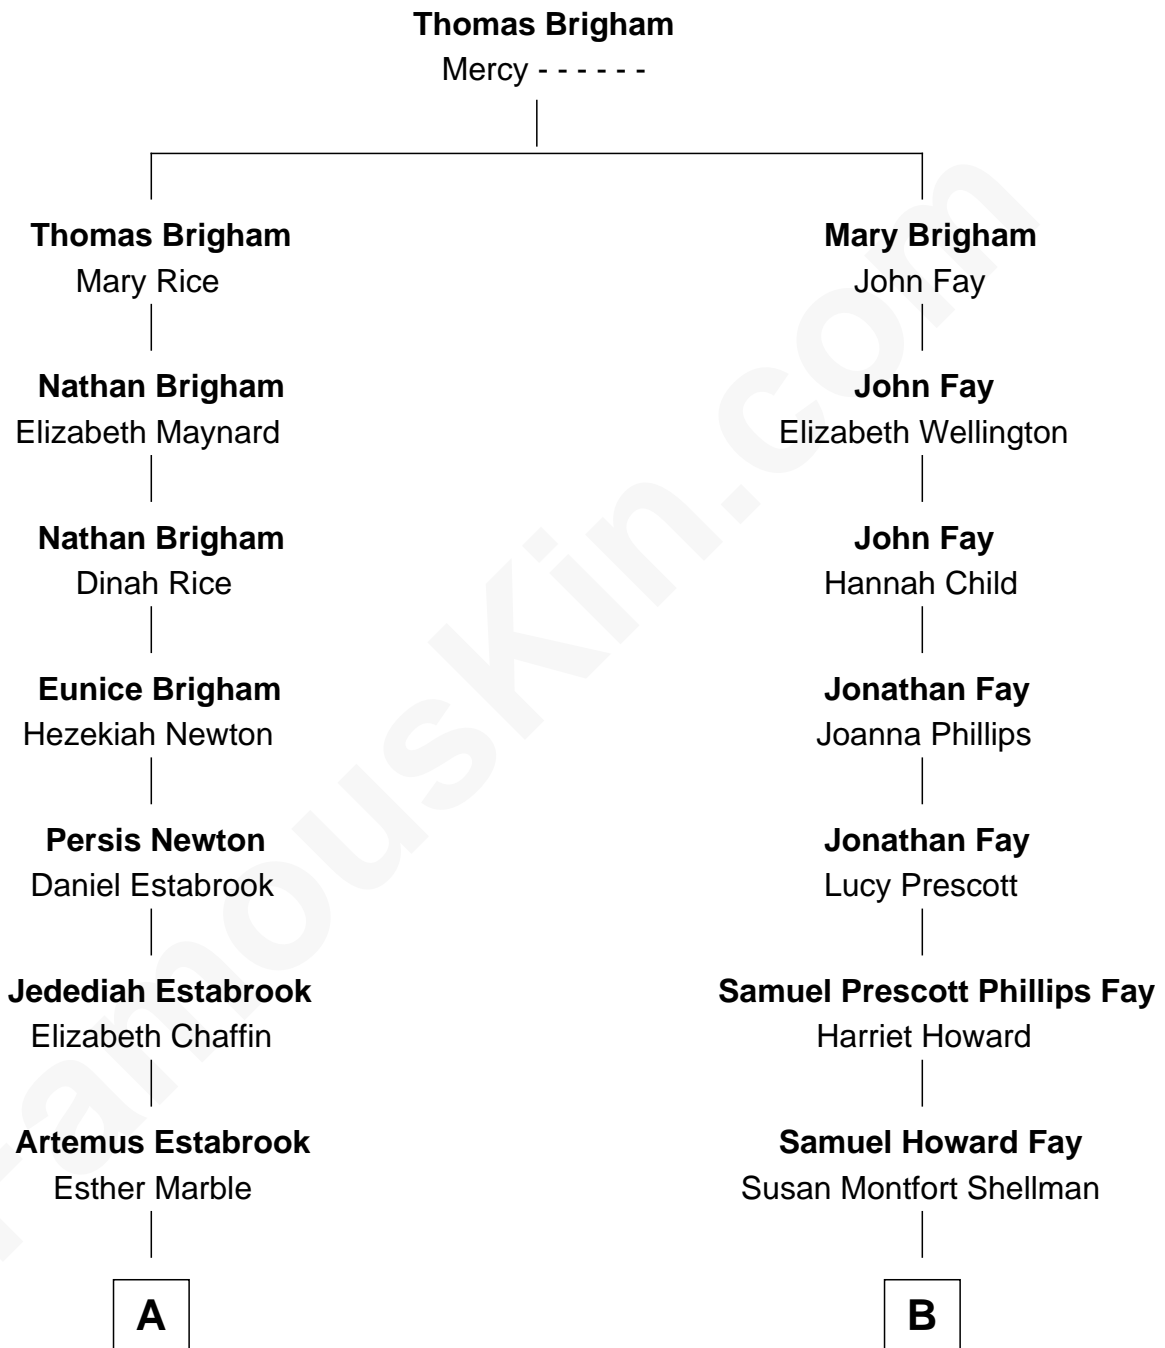 Thomas Brigham
Mercy - - - - - -
Thomas Brigham
Mary Rice
Mary Brigham
John Fay
Nathan Brigham
Elizabeth Maynard
John Fay
Elizabeth Wellington
Nathan Brigham
Dinah Rice
John Fay
Hannah Child
Eunice Brigham
Hezekiah Newton
Jonathan Fay
Joanna Phillips
Persis Newton
Daniel Estabrook
Jonathan Fay
Lucy Prescott
Jedediah Estabrook
Elizabeth Chaffin
Samuel Prescott Phillips Fay
Harriet Howard
Artemus Estabrook
Esther Marble
Samuel Howard Fay
Susan Montfort Shellman
A
B
FamousKin.com